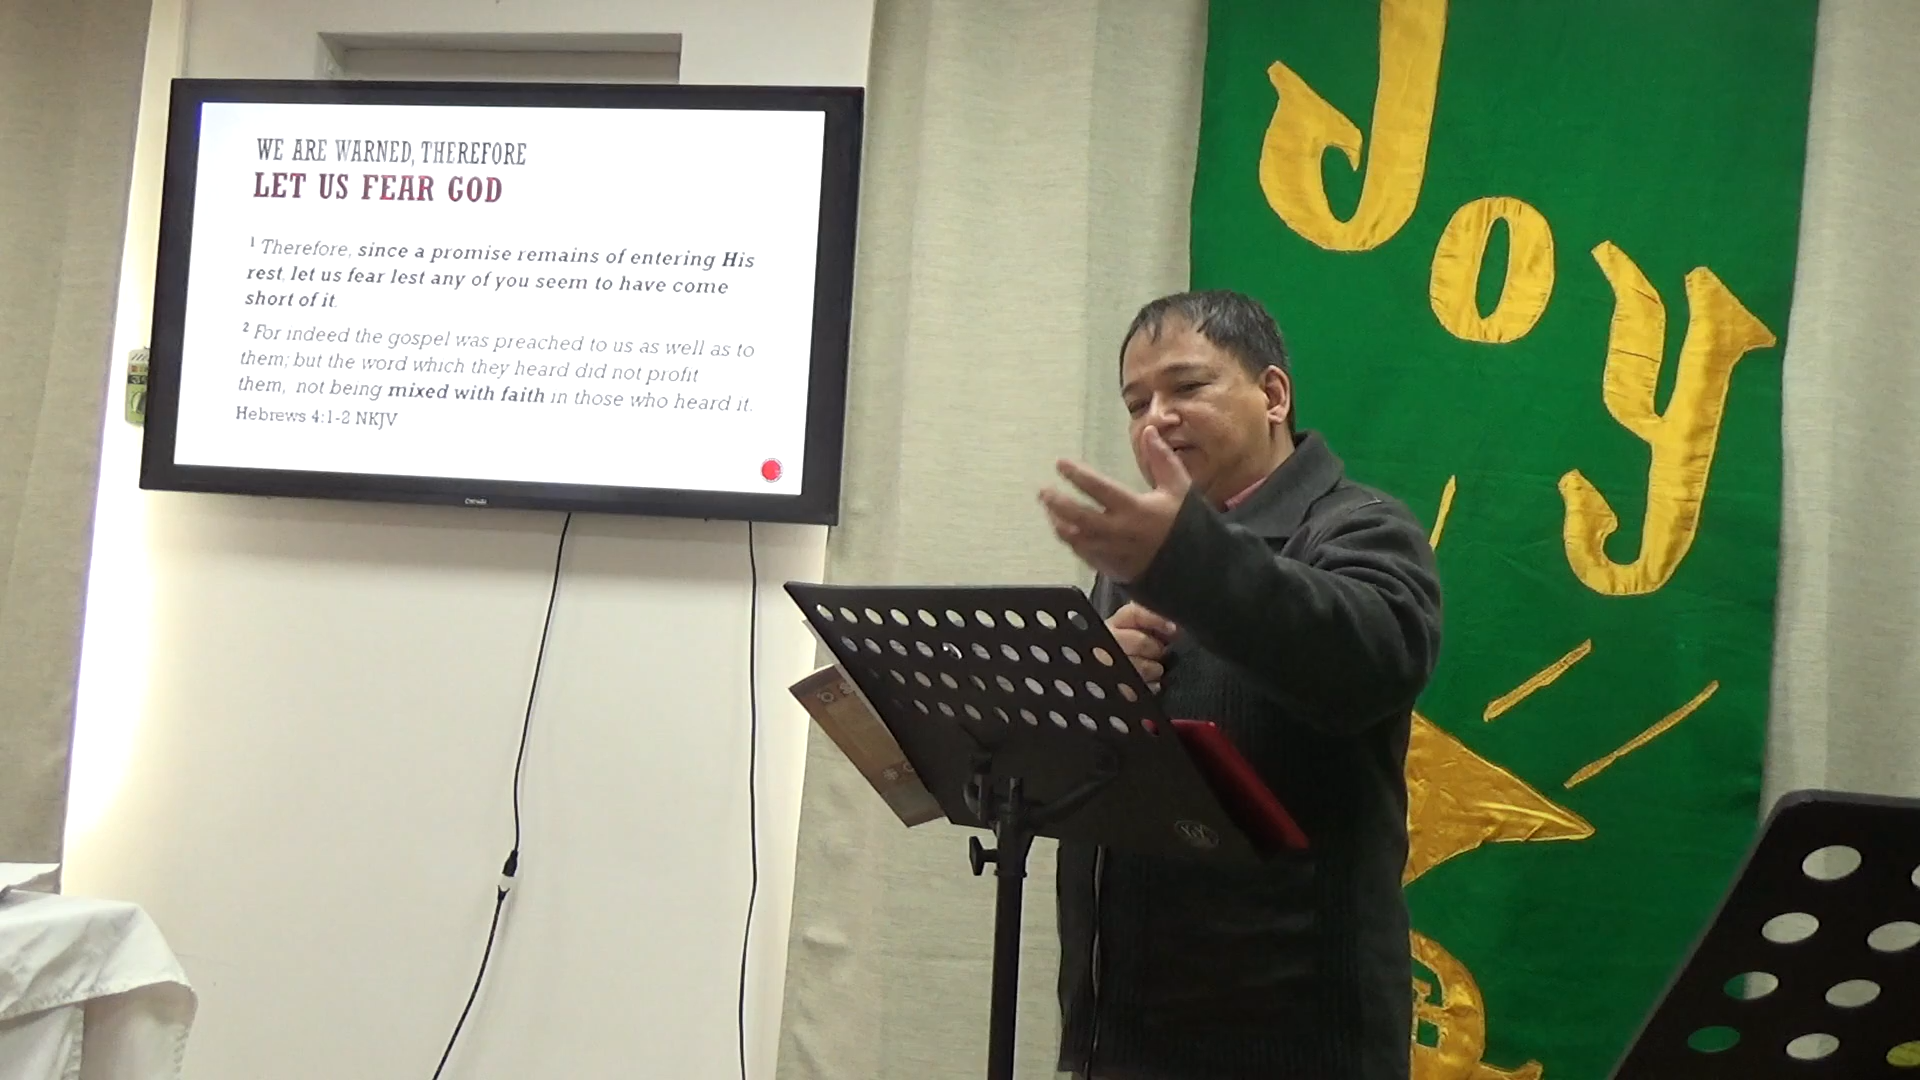 WE ARE WARNED, THEREFORE
LET US FEAR GOD
1 Therefore, since a promise remains of entering His
rest, let us fear lest any of you seem to have come
short of it.
2 For indeed the gospel was preached to us as well as to
them; but the word which they heard did not profit
them, not being mixed with faith in those who heard it.
Hebrews 4:1-2 NKJV
Joy